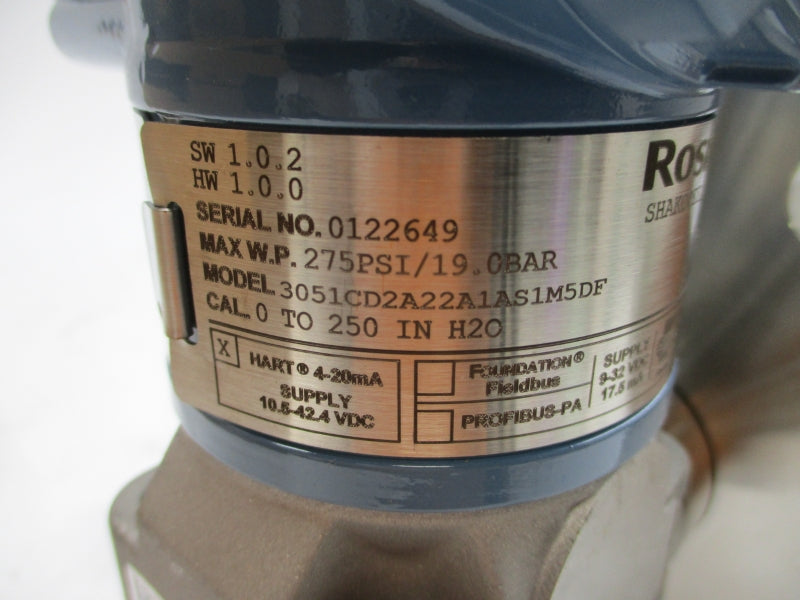 SW 1.0.2
HW 1.0.0
SERIAL NO. 0122649
MAX W.P. 275PSI/19.0BAR
MODEL 3051CD2A22A1AS1M5DF
CAL. 0 TO 250 IN H2O
X HART® 4-20mA
SUPPLY
10.5-42.4 VDC
FOUNDATION®
Fieldbus
PROFIBUS-PA
SUPPLY
9-32 VDC
17.5 mA
Ros